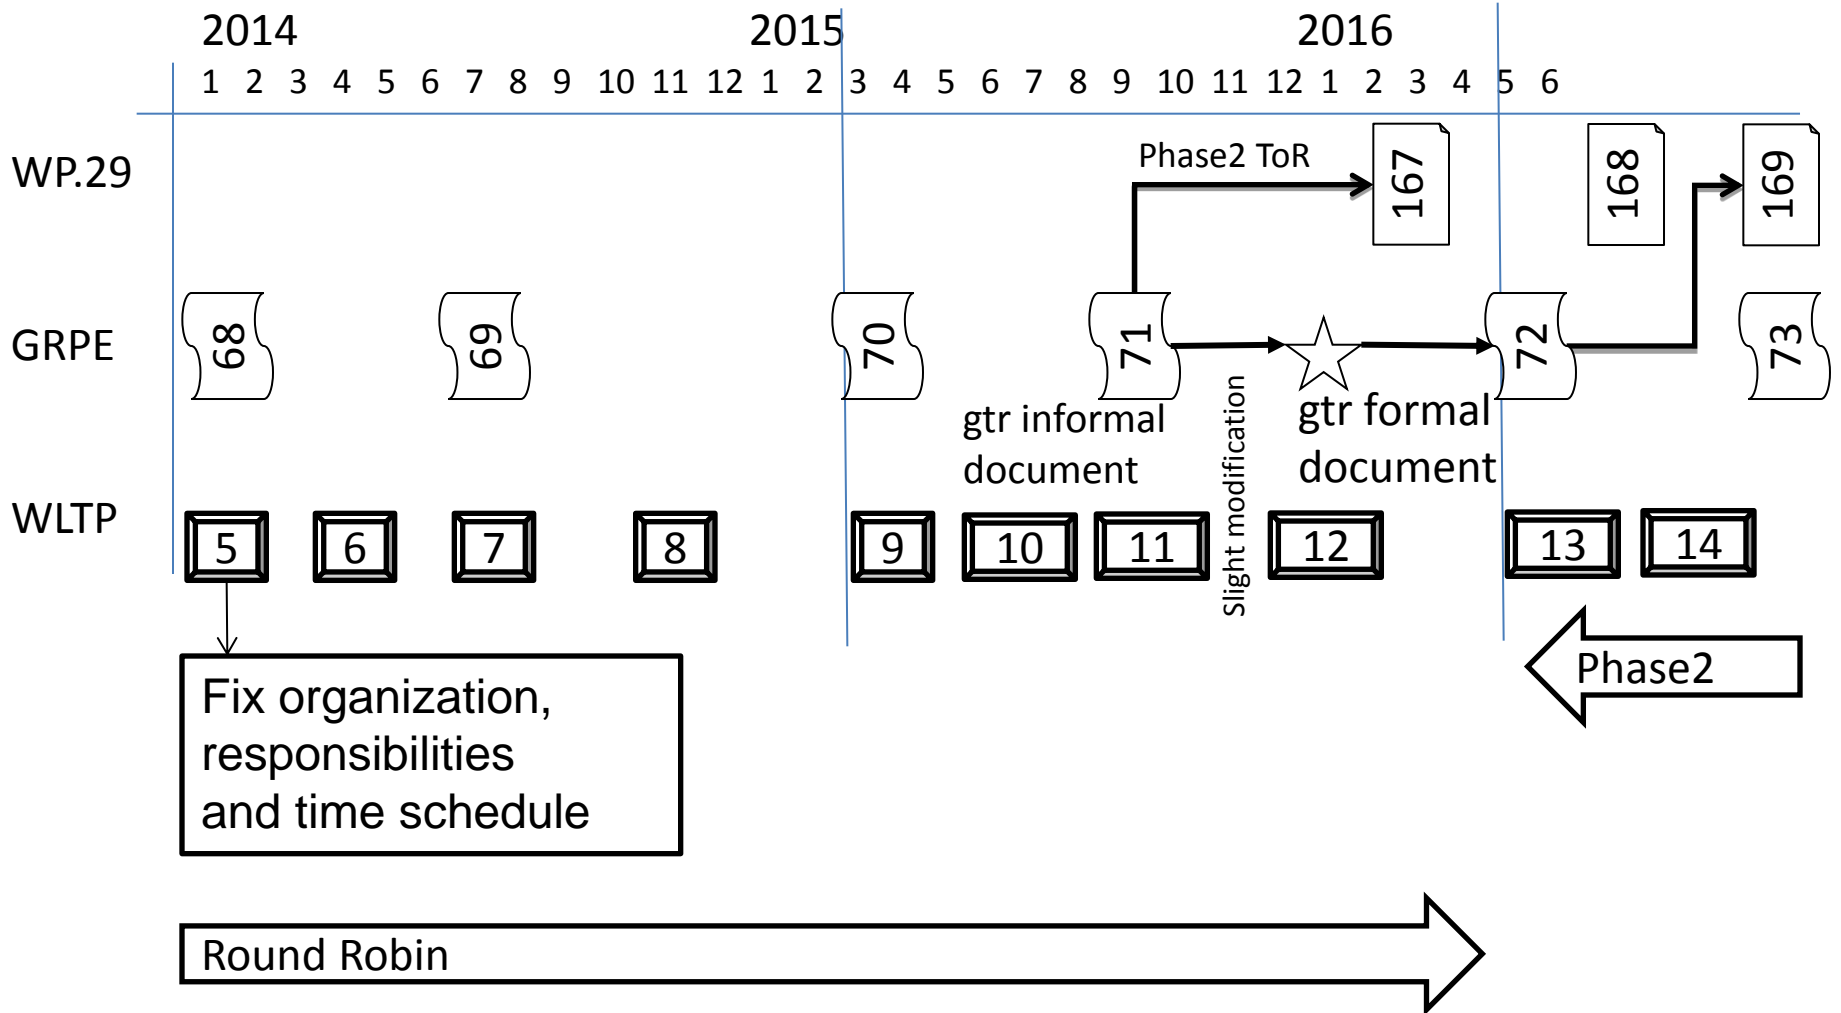 2014 2015 2016
1 2 3 4 5 6 7 8 9 10 11 12 1 2 3 4 5 6 7 8 9 10 11 12 1 2 3 4 5 6
WP.29
Phase2 ToR
167
168
169
GRPE
68
69
70
71
72
73
gtr informal
document
Slight modification
gtr formal
document
WLTP
5
6
7
8
9
10
11
12
13
14
Phase2
Fix organization,
responsibilities
and time schedule
Round Robin